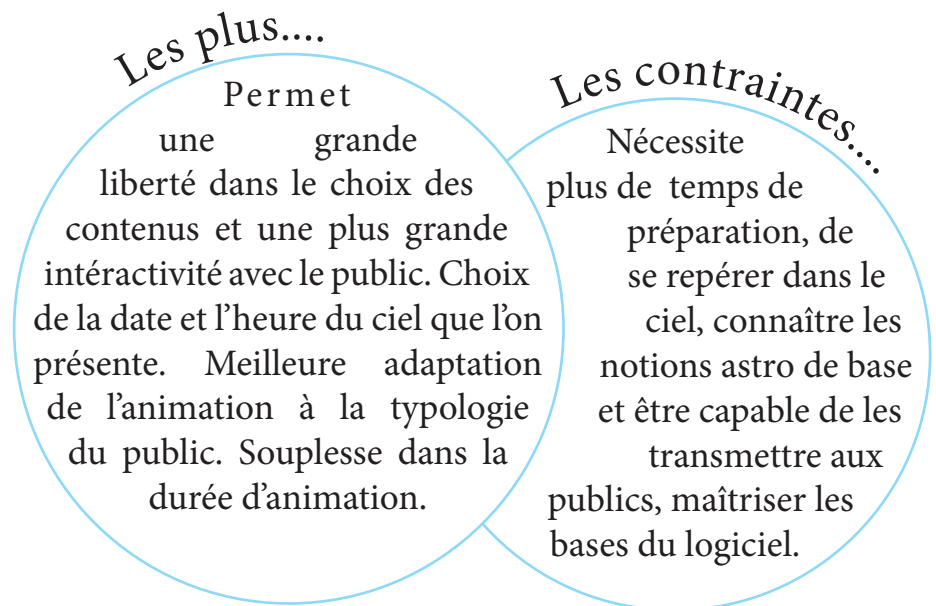 Les plus....
Permet
une grande
liberté dans le choix des
contenus et une plus grande
intéractivité avec le public. Choix
de la date et l'heure du ciel que l'on
présente. Meilleure adaptation
de l'animation à la typologie
du public. Souplesse dans la
durée d'animation.
Les contraintes....
Nécessite
plus de temps de
préparation, de
se repérer dans le
ciel, connaître les
notions astro de base
et être capable de les
transmettre aux
publics, maîtriser les
bases du logiciel.